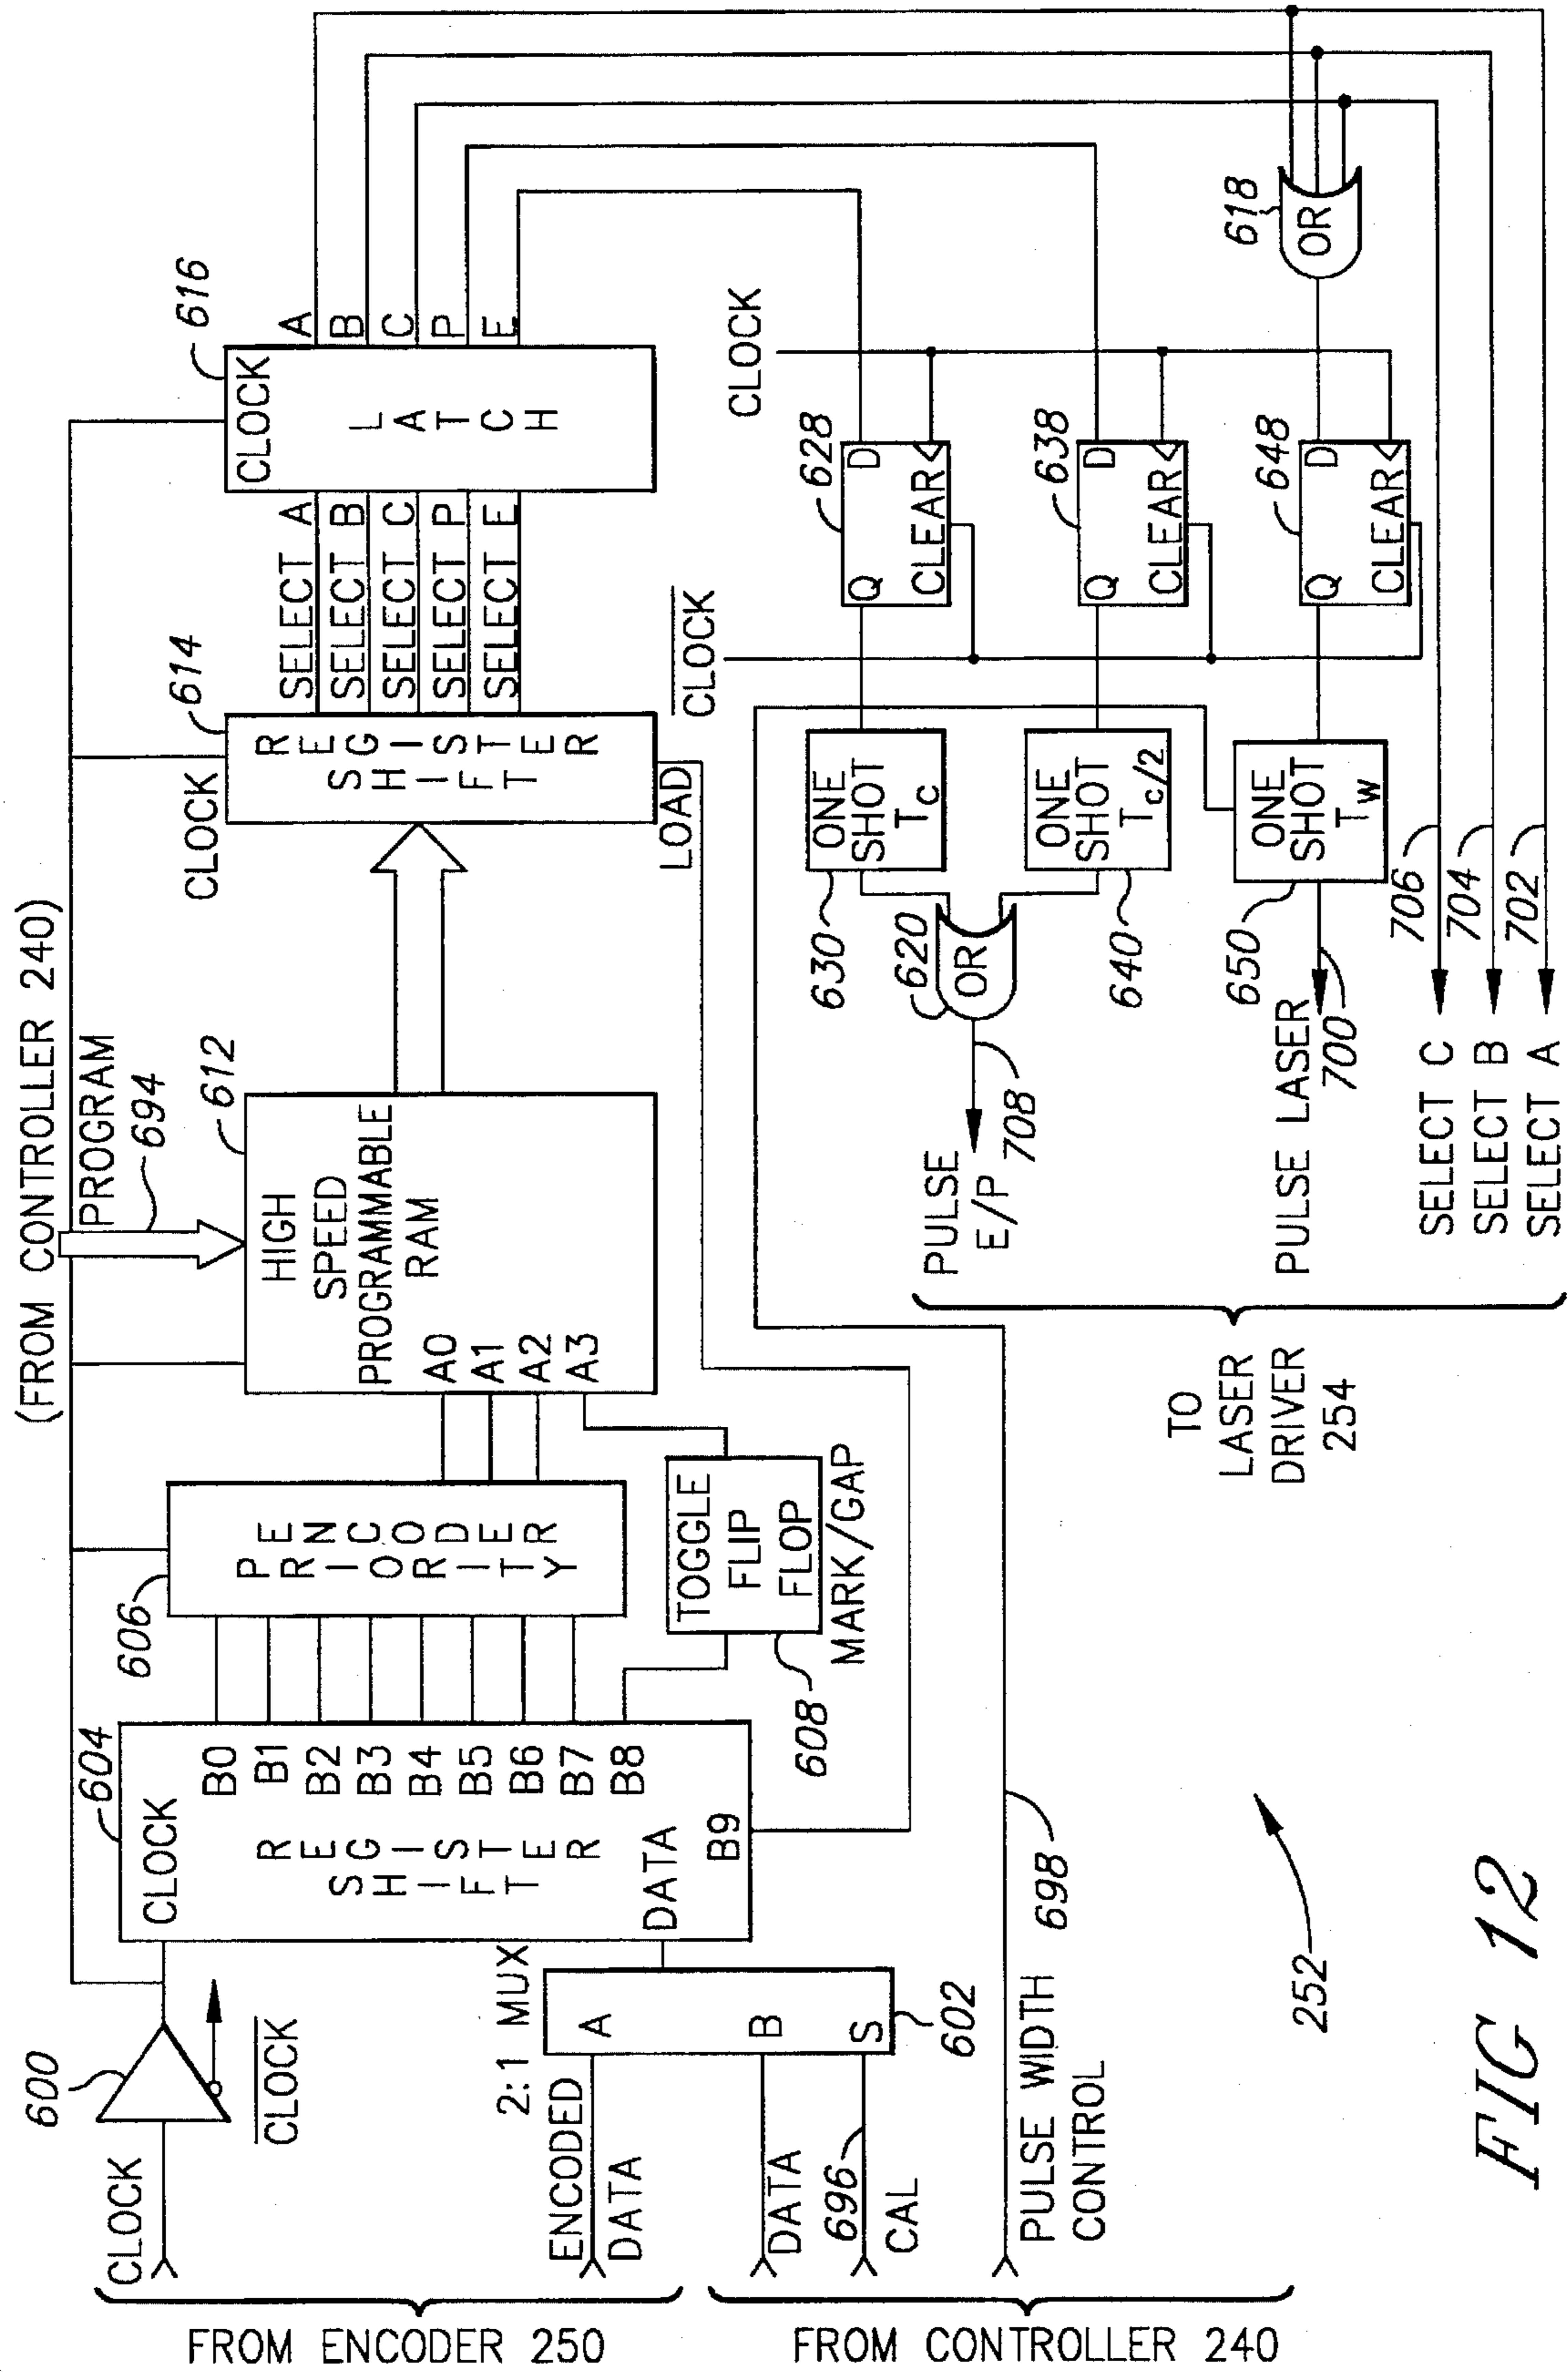 (FROM CONTROLLER 240)
PROGRAM
694
CLOCK
600
CLOCK
604
CLOCK
B0
B1
B2
B3
B4
B5
B6
B7
B8
SHIFT
REGISTER
DATA
B9
606
PRIORITY
ENCODER
612
HIGH
SPEED
PROGRAMMABLE
RAM
A0
A1
A2
A3
TOGGLE
FLIP
FLOP
MARK/GAP
608
614
CLOCK
SHIFT
REGISTER
LOAD
SELECT A
SELECT B
SELECT C
SELECT P
SELECT E
616
CLOCK
LATCH
A
B
C
P
E
2:1 MUX
ENCODED
DATA
A
DATA
B
696
CAL
S
602
PULSE WIDTH
CONTROL
698
FROM ENCODER 250
FROM CONTROLLER 240
CLOCK
CLOCK
628
Q
D
CLEAR
638
Q
D
CLEAR
648
Q
D
CLEAR
618
OR
ONE
SHOT
Tc
630
ONE
SHOT
Tc/2
640
ONE
SHOT
Tw
650
620
OR
708
PULSE
E/P
PULSE LASER
700
SELECT C
706
SELECT B
704
SELECT A
702
TO
LASER
DRIVER
254
252
FIG 12